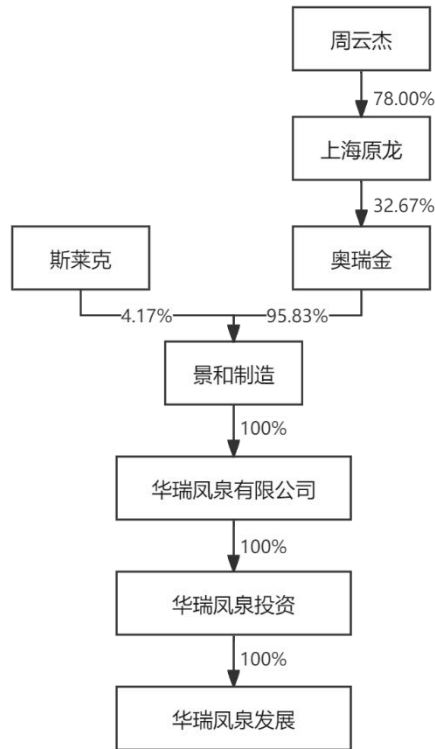 周云杰
78.00%
上海原龙
32.67%
斯莱克
奥瑞金
4.17%
95.83%
景和制造
100%
华瑞凤泉有限公司
100%
华瑞凤泉投资
100%
华瑞凤泉发展